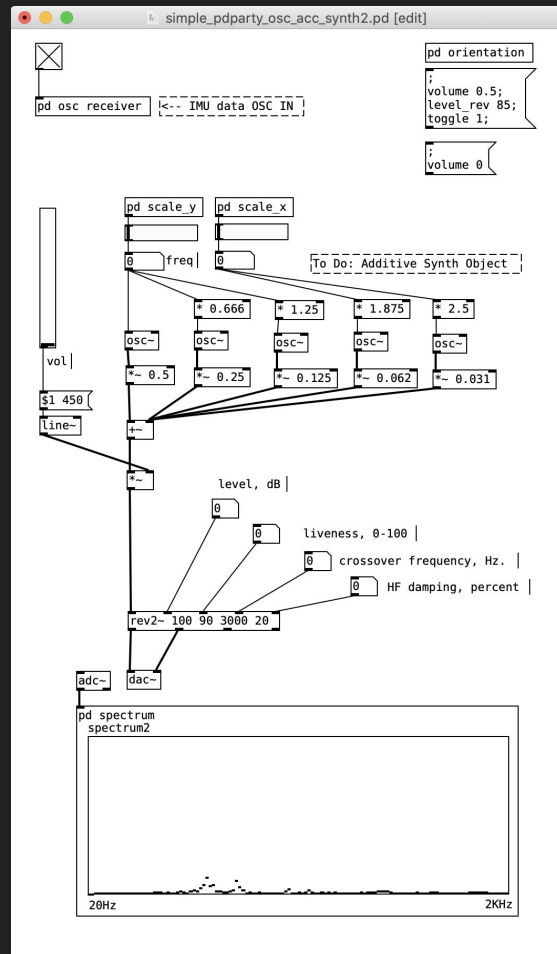 simple_pdparty_osc_acc_synth2.pd [edit]
pd orientation
pd osc receiver
<-- IMU data OSC IN
;
volume 0.5;
level_rev 85;
toggle 1;
;
volume 0
pd scale_y
pd scale_x
0
freq
0
To Do: Additive Synth Object
* 0.666
* 1.25
* 1.875
* 2.5
osc~
osc~
osc~
osc~
osc~
vol
*~ 0.5
*~ 0.25
*~ 0.125
*~ 0.062
*~ 0.031
$1 450
line~
+~
*~
level, dB
0
0
liveness, 0-100
0
crossover frequency, Hz.
0
HF damping, percent
rev2~ 100 90 3000 20
adc~
dac~
pd spectrum
spectrum2
20Hz
2KHz